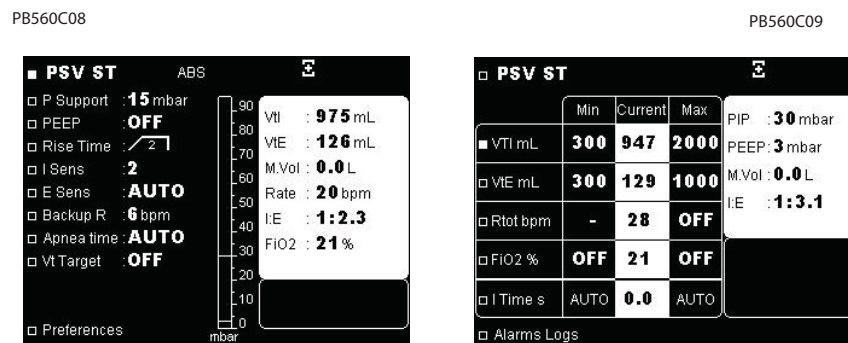 PB560C08
PSV ST ABS
P Support :15 mbar
PEEP :OFF
Rise Time : 2
I Sens :2
E Sens :AUTO
Backup R :6 bpm
Apnea time :AUTO
Vt Target :OFF
Preferences
90
80
70
60
50
40
30
20
10
0
mbar
VtI : 975 mL
VtE : 126 mL
M.Vol : 0.0 L
Rate : 20 bpm
I:E : 1:2.3
FiO2 : 21 %
PB560C09
PSV ST
Min Current Max
VTI mL 300 947 2000
VtE mL 300 129 1000
Rtot bpm - 28 OFF
FiO2 % OFF 21 OFF
I Time s AUTO 0.0 AUTO
Alarms Logs
PIP : 30 mbar
PEEP: 3 mbar
M.Vol : 0.0 L
I:E : 1:3.1